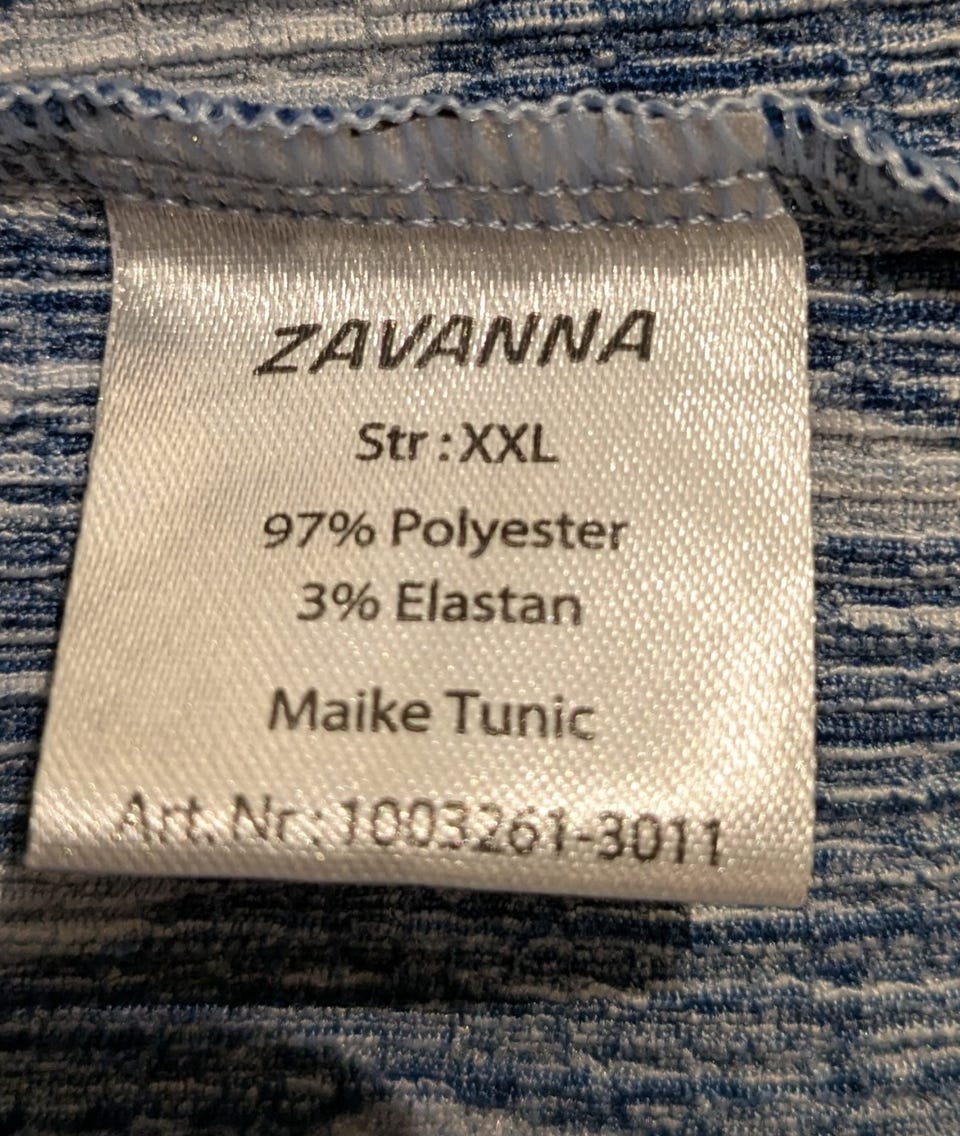 ZAVANNA
Str:XXL
97% Polyester
3% Elastan
Maike Tunic
Art. Nr: 1003261-3011